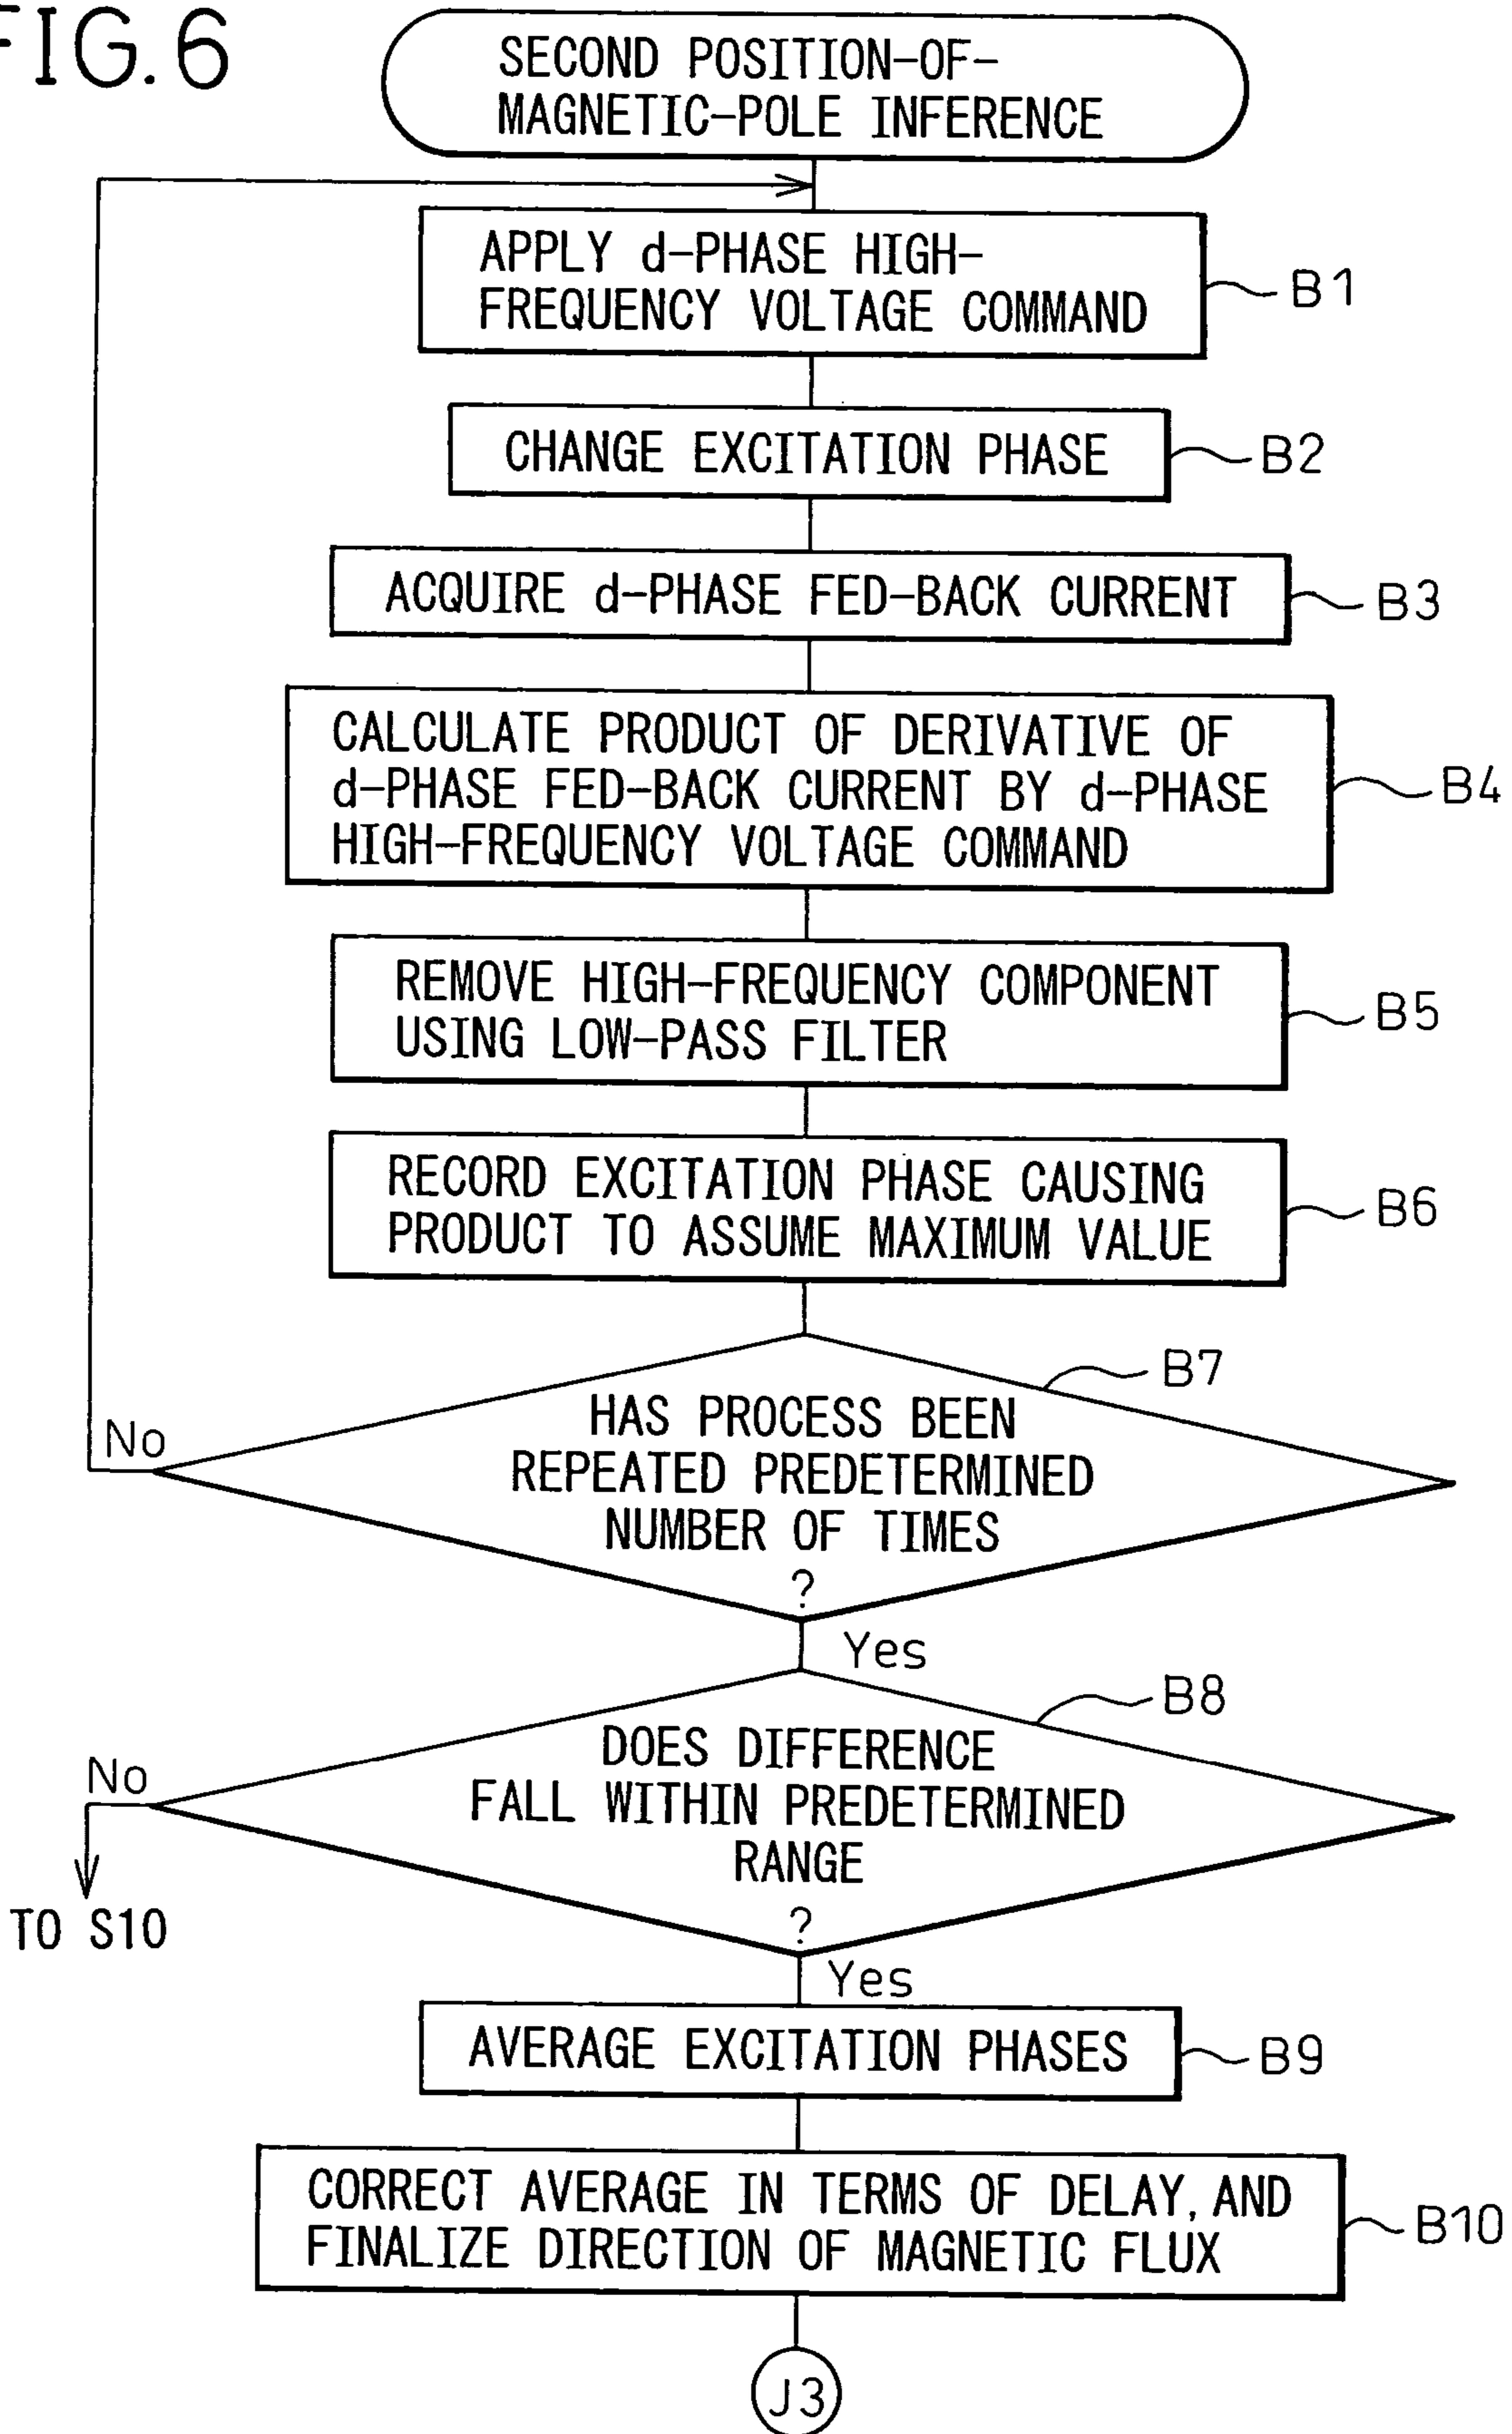 FIG. 6
SECOND POSITION-OF-
MAGNETIC-POLE INFERENCE
APPLY d-PHASE HIGH-
FREQUENCY VOLTAGE COMMAND
B1
CHANGE EXCITATION PHASE
B2
ACQUIRE d-PHASE FED-BACK CURRENT
B3
CALCULATE PRODUCT OF DERIVATIVE OF
d-PHASE FED-BACK CURRENT BY d-PHASE
HIGH-FREQUENCY VOLTAGE COMMAND
B4
REMOVE HIGH-FREQUENCY COMPONENT
USING LOW-PASS FILTER
B5
RECORD EXCITATION PHASE CAUSING
PRODUCT TO ASSUME MAXIMUM VALUE
B6
B7
HAS PROCESS BEEN
REPEATED PREDETERMINED
NUMBER OF TIMES
?
No
Yes
B8
DOES DIFFERENCE
FALL WITHIN PREDETERMINED
RANGE
?
No
TO S10
Yes
AVERAGE EXCITATION PHASES
B9
CORRECT AVERAGE IN TERMS OF DELAY, AND
FINALIZE DIRECTION OF MAGNETIC FLUX
B10
J3